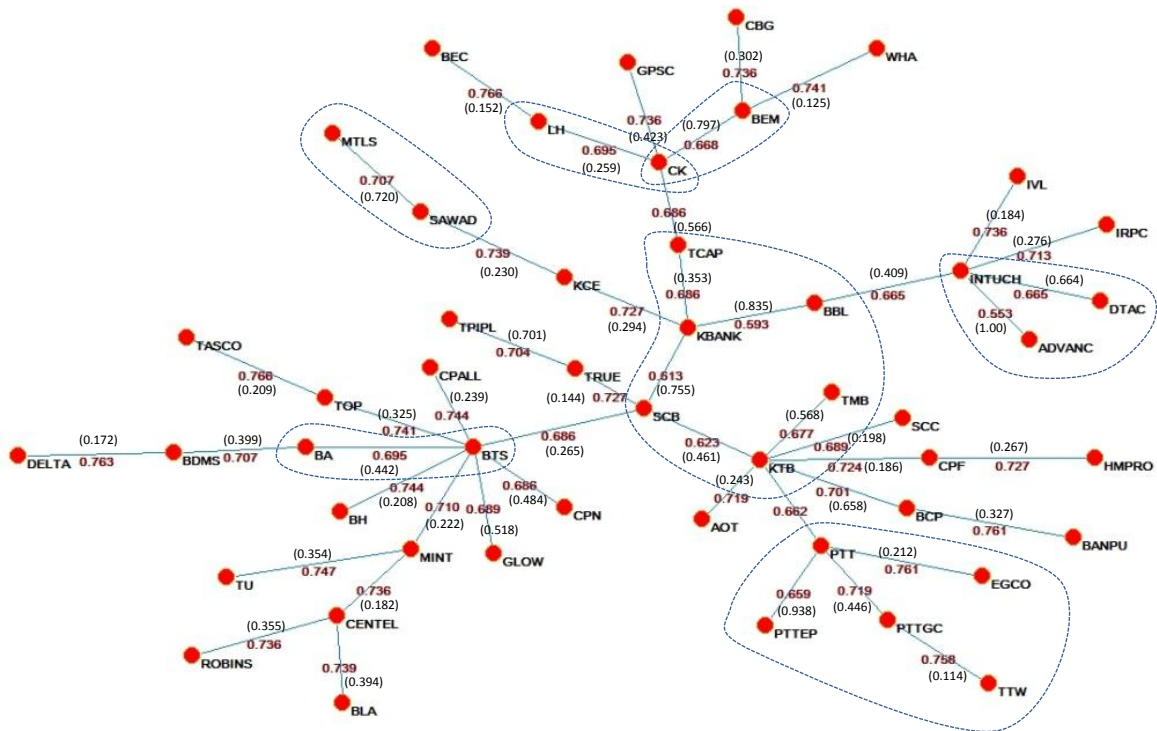 CBG
BEC
GPSC
(0.302)
0.736
WHA
0.766
(0.152)
0.741
(0.125)
0.736
BEM
LH
(0.797)
0.668
(0.423)
MTLS
0.695
(0.259)
CK
0.707
(0.720)
IVL
SAWAD
0.686
(0.566)
(0.184)
0.736
IRPC
(0.276)
0.713
0.739
(0.230)
TCAP
INTUCH
(0.409)
0.665
(0.664)
0.665
KCE
(0.353)
0.686
DTAC
BBL
0.553
(1.00)
0.727
(0.294)
(0.835)
0.593
TPIPL
KBANK
ADVANC
(0.701)
0.704
TASCO
CPALL
TRUE
0.613
(0.755)
0.766
(0.209)
(0.239)
0.744
(0.144)
0.727
TMB
TOP
(0.325)
0.741
SCB
(0.568)
0.677
SCC
(0.198)
0.689
(0.172)
0.763
(0.399)
0.707
BA
0.695
(0.442)
BTS
0.686
(0.265)
0.623
(0.461)
DELTA
BDMS
KTB
0.724
(0.186)
CPF
(0.267)
0.727
HMPRO
0.744
(0.208)
0.686
(0.484)
(0.243)
0.719
0.701
(0.658)
BH
0.710
(0.222)
0.689
(0.518)
CPN
AOT
0.662
BCP
(0.327)
0.761
BANPU
MINT
GLOW
PTT
(0.354)
0.747
(0.212)
0.761
TU
EGCO
0.736
(0.182)
0.659
(0.938)
0.719
(0.446)
CENTEL
PTTEP
PTTGC
(0.355)
0.736
ROBINS
0.739
(0.394)
0.758
(0.114)
TTW
BLA